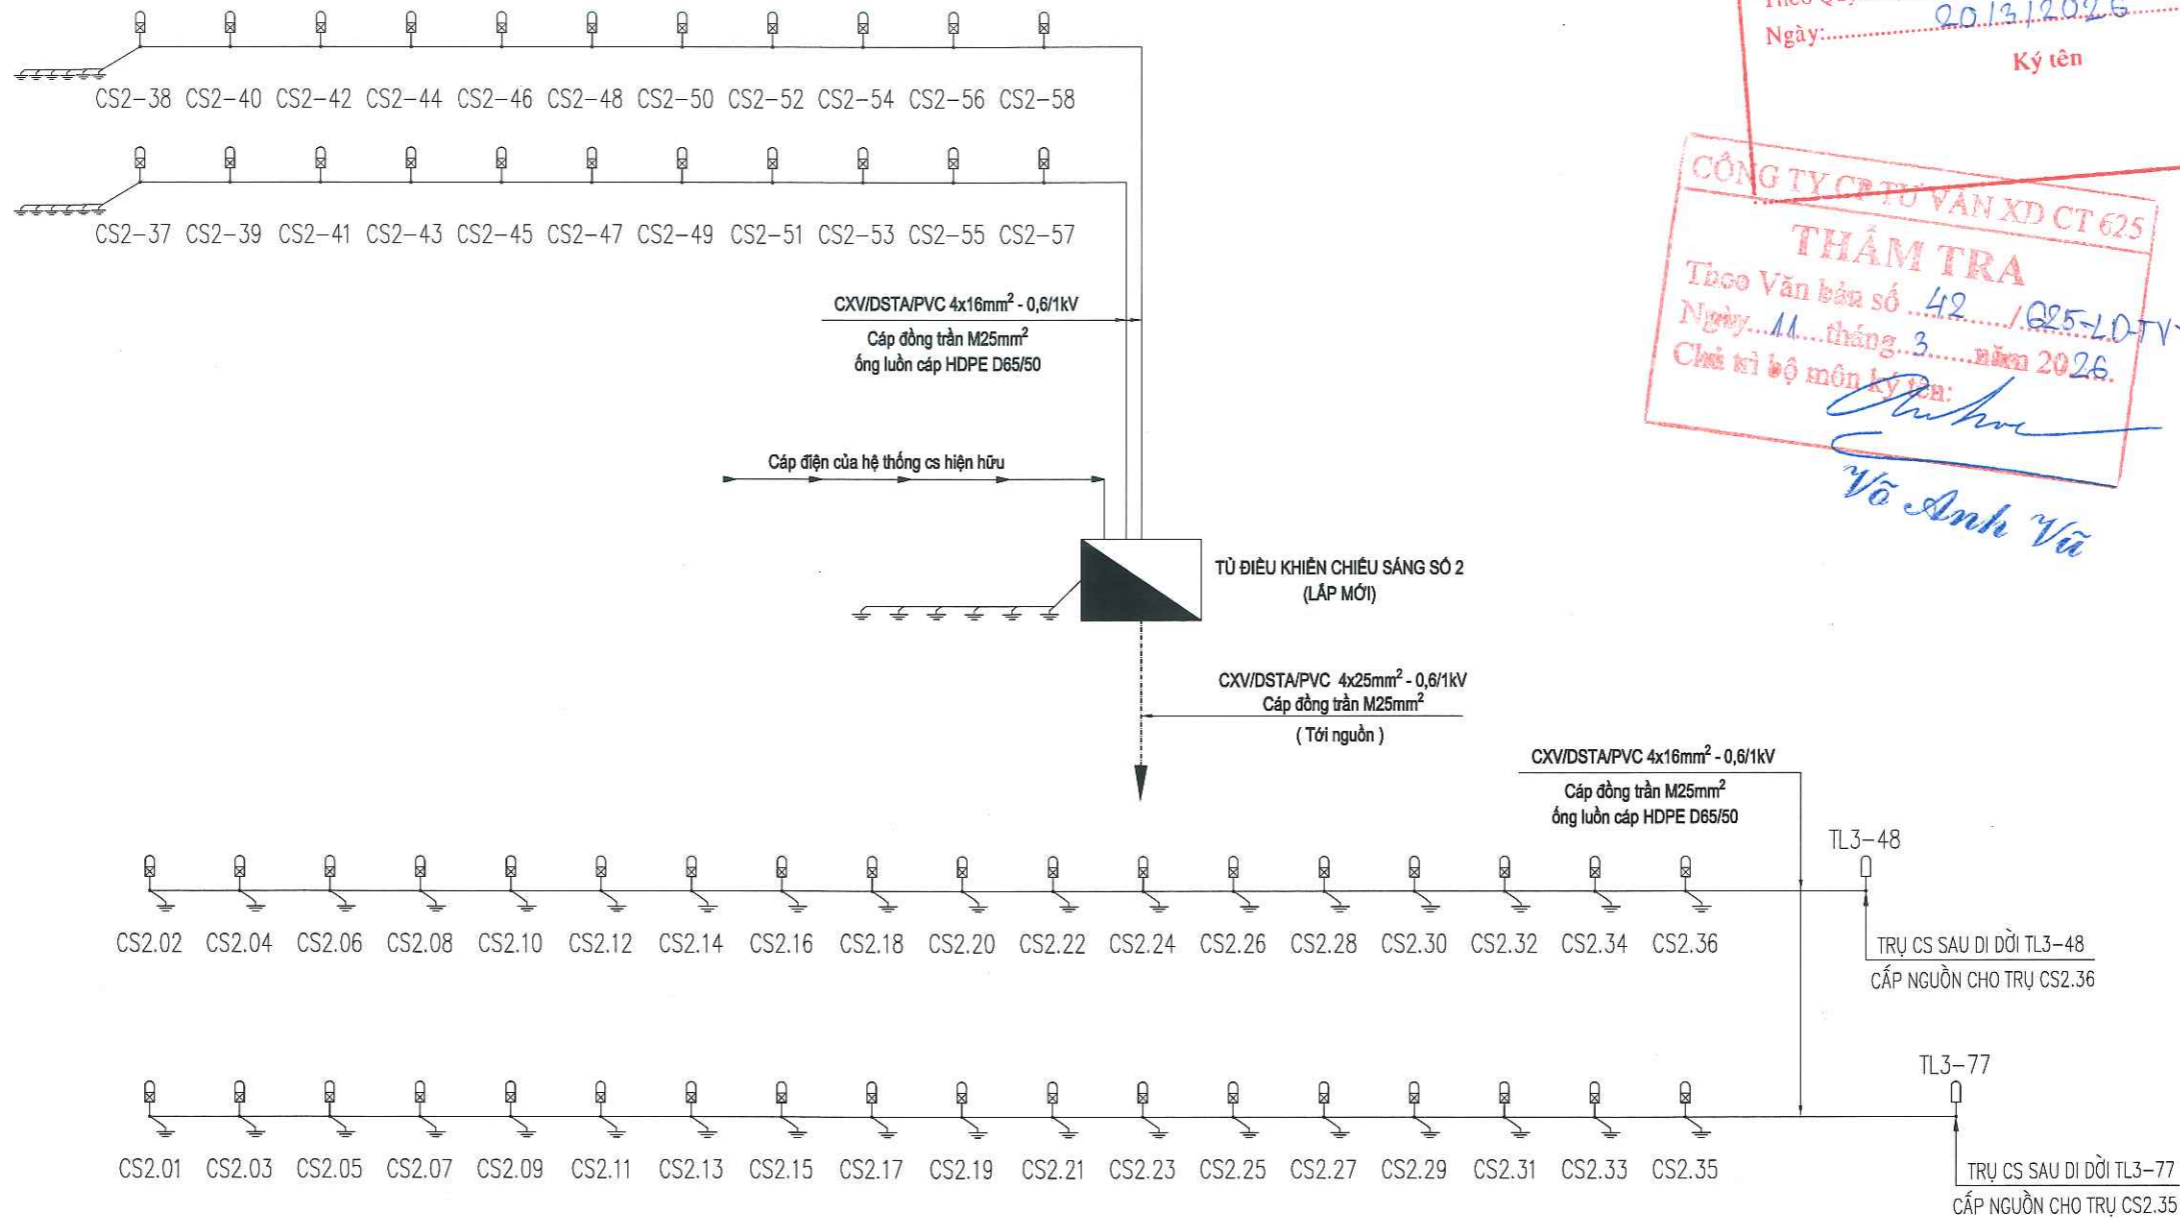 20/3/2026
Ngày:
Ký tên
CS2-38 CS2-40 CS2-42 CS2-44 CS2-46 CS2-48 CS2-50 CS2-52 CS2-54 CS2-56 CS2-58
CS2-37 CS2-39 CS2-41 CS2-43 CS2-45 CS2-47 CS2-49 CS2-51 CS2-53 CS2-55 CS2-57
CÔNG TY CP TƯ VẤN XD CT 625
THẨM TRA
Theo Văn bản số 42 / 625-LD-TV-
Ngày 11 tháng 3 năm 2026
Chủ trì bộ môn ký tên:
Võ Anh Vũ
CXV/DSTA/PVC 4x16mm² - 0,6/1kV
Cáp đồng trần M25mm²
ống luồn cáp HDPE D65/50
Cáp điện của hệ thống cs hiện hữu
TỦ ĐIỀU KHIỂN CHIẾU SÁNG SỐ 2
(LẮP MỚI)
CXV/DSTA/PVC 4x25mm² - 0,6/1kV
Cáp đồng trần M25mm²
( Tới nguồn )
CXV/DSTA/PVC 4x16mm² - 0,6/1kV
Cáp đồng trần M25mm²
ống luồn cáp HDPE D65/50
TL3-48
CS2.02 CS2.04 CS2.06 CS2.08 CS2.10 CS2.12 CS2.14 CS2.16 CS2.18 CS2.20 CS2.22 CS2.24 CS2.26 CS2.28 CS2.30 CS2.32 CS2.34 CS2.36
TRỤ CS SAU DI DỜI TL3-48
CẤP NGUỒN CHO TRỤ CS2.36
TL3-77
CS2.01 CS2.03 CS2.05 CS2.07 CS2.09 CS2.11 CS2.13 CS2.15 CS2.17 CS2.19 CS2.21 CS2.23 CS2.25 CS2.27 CS2.29 CS2.31 CS2.33 CS2.35
TRỤ CS SAU DI DỜI TL3-77
CẤP NGUỒN CHO TRỤ CS2.35